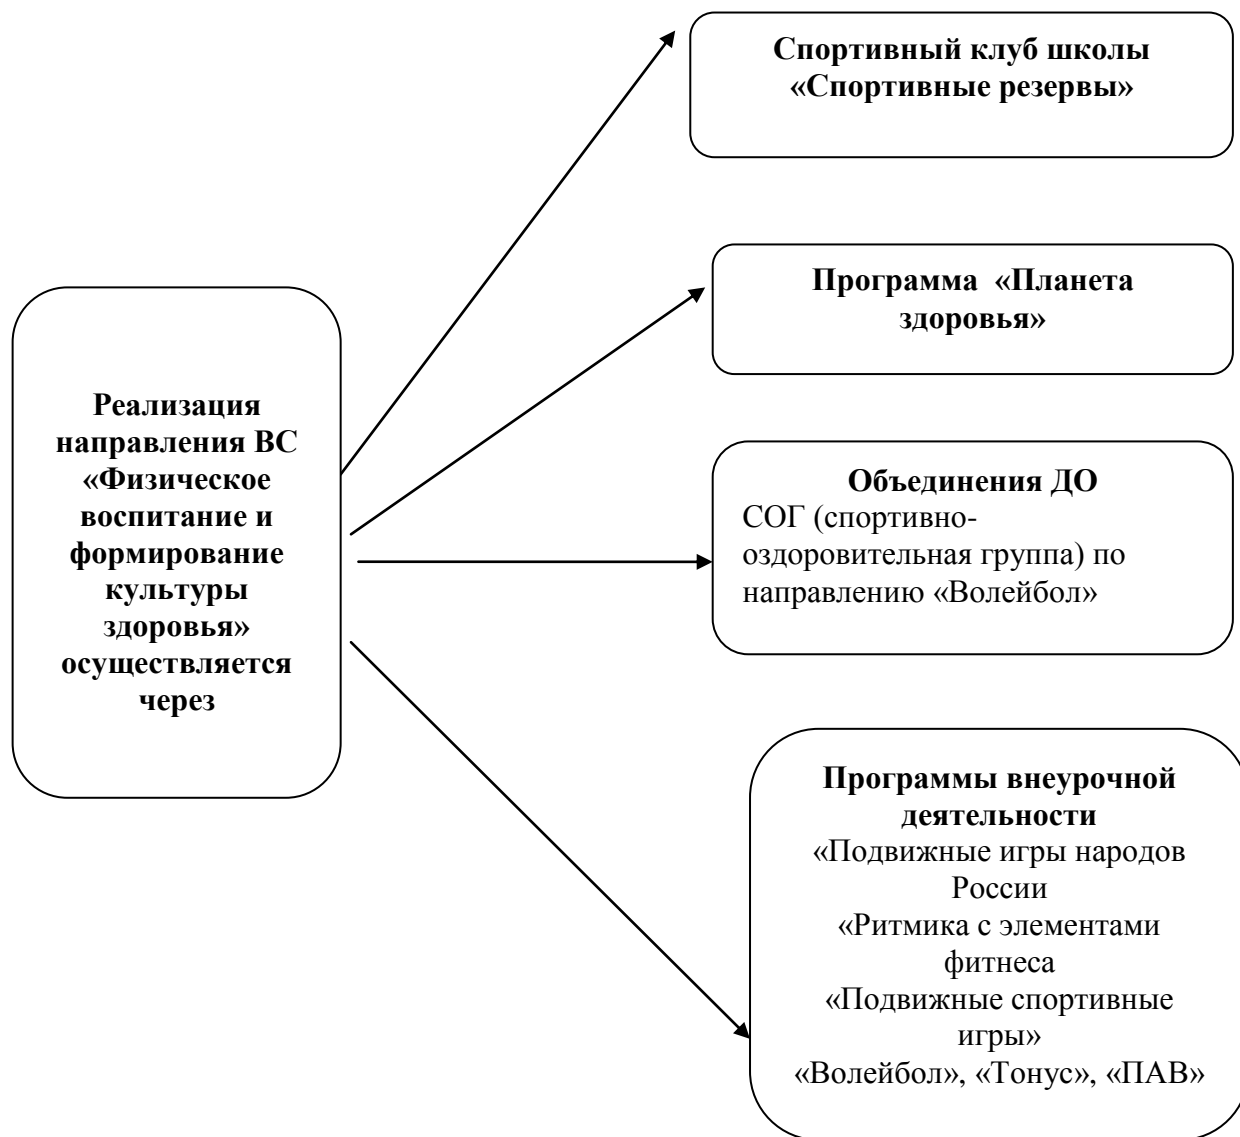 Спортивный клуб школы
«Спортивные резервы»
Программа «Планета
здоровья»
Реализация
направления ВС
«Физическое
воспитание и
формирование
культуры
здоровья»
осуществляется
через
Объединения ДО
СОГ (спортивно-
оздоровительная группа) по
направлению «Волейбол»
Программы внеурочной
деятельности
«Подвижные игры народов
России
«Ритмика с элементами
фитнеса
«Подвижные спортивные
игры»
«Волейбол», «Тонус», «ПАВ»